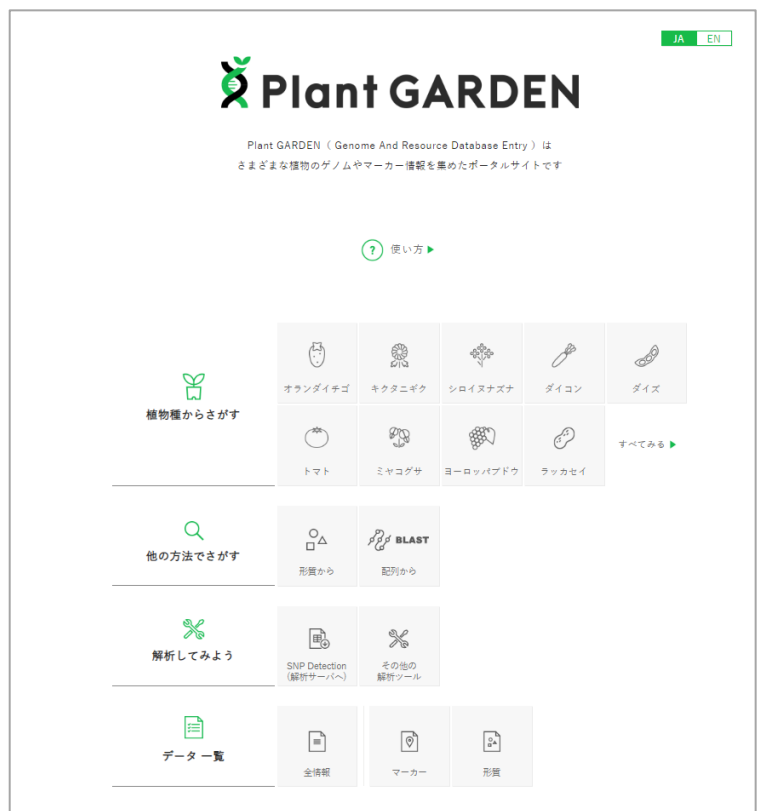 JA EN
Plant GARDEN
Plant GARDEN（ Genome And Resource Database Entry ）は
さまざまな植物のゲノムやマーカー情報を集めたポータルサイトです
? 使い方 ▶
植物種からさがす
オランダイチゴ キクタニギク シロイヌナズナ ダイコン ダイズ
トマト ミヤコグサ ヨーロッパブドウ ラッカセイ すべてみる ▶
他の方法でさがす
BLAST
形質から 配列から
解析してみよう
SNP Detection
(解析サーバへ)
その他の
解析ツール
データ 一覧
全情報 マーカー 形質